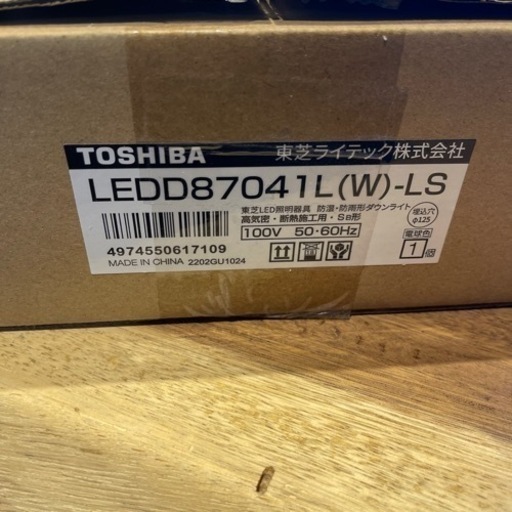 TOSHIBA 東芝ライテック株式会社
LEDD87041L(W)-LS
東芝LED照明器具 防湿・防雨形ダウンライト
高気密・断熱施工用・SB形
埋込穴
φ125
100V 50・60Hz
電球色
1個
4974550617109
MADE IN CHINA 2202GU1024